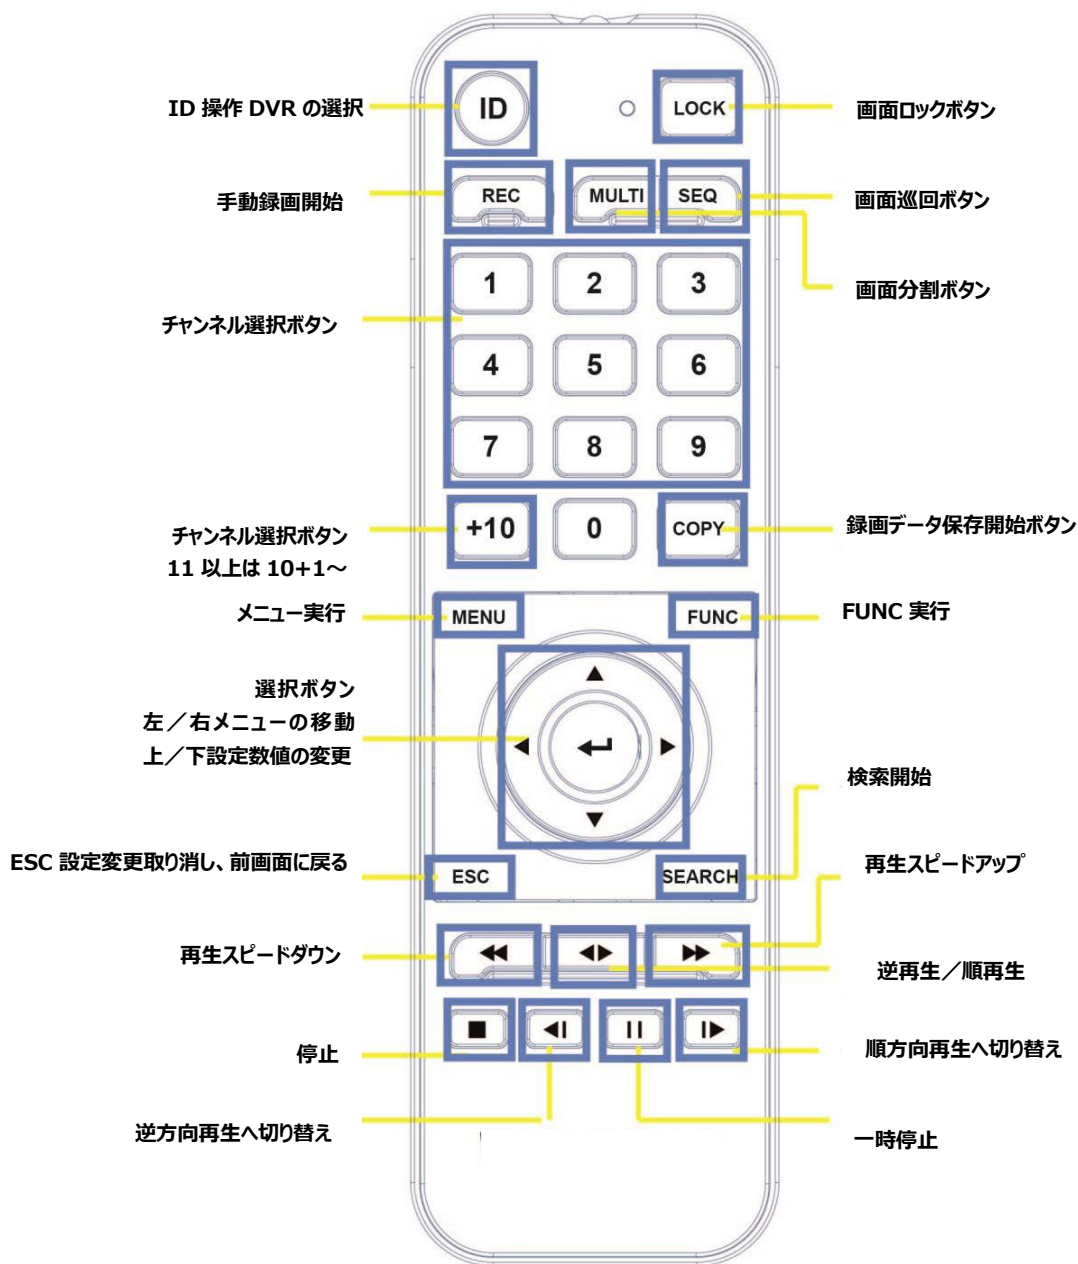 ID 操作 DVR の選択
ID
LOCK
画面ロックボタン
手動録画開始
REC
MULTI
SEQ
画面巡回ボタン
画面分割ボタン
チャンネル選択ボタン
1
2
3
4
5
6
7
8
9
チャンネル選択ボタン
11 以上は 10+1～
+10
0
COPY
録画データ保存開始ボタン
メニュー実行
MENU
FUNC
FUNC 実行
選択ボタン
左／右メニューの移動
上／下設定数値の変更
検索開始
ESC 設定変更取り消し、前画面に戻る
ESC
SEARCH
再生スピードアップ
再生スピードダウン
逆再生／順再生
停止
順方向再生へ切り替え
逆方向再生へ切り替え
一時停止